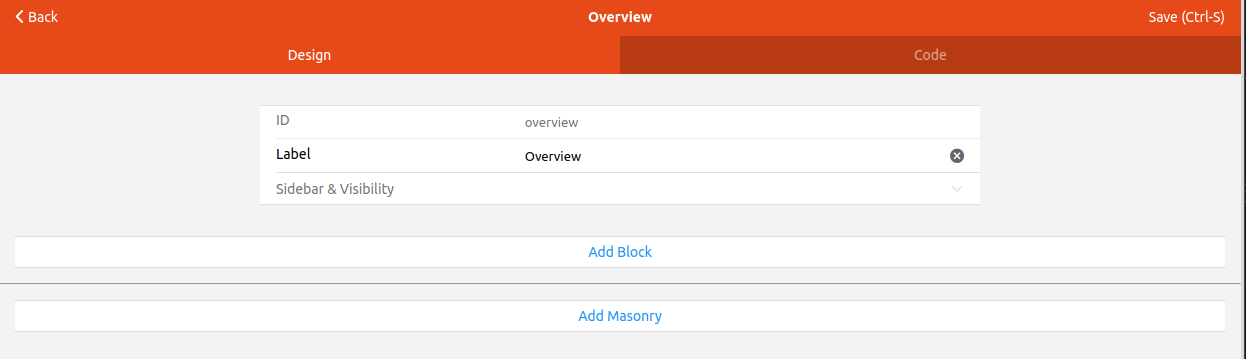 Back Overview Save (Ctrl-S)
Design Code
ID overview
Label Overview
Sidebar & Visibility
Add Block
Add Masonry